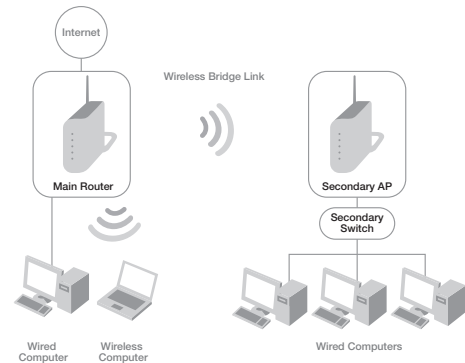 Internet
Wireless Bridge Link
Main Router
Secondary AP
Secondary
Switch
Wired
Computer
Wireless
Computer
Wired Computers